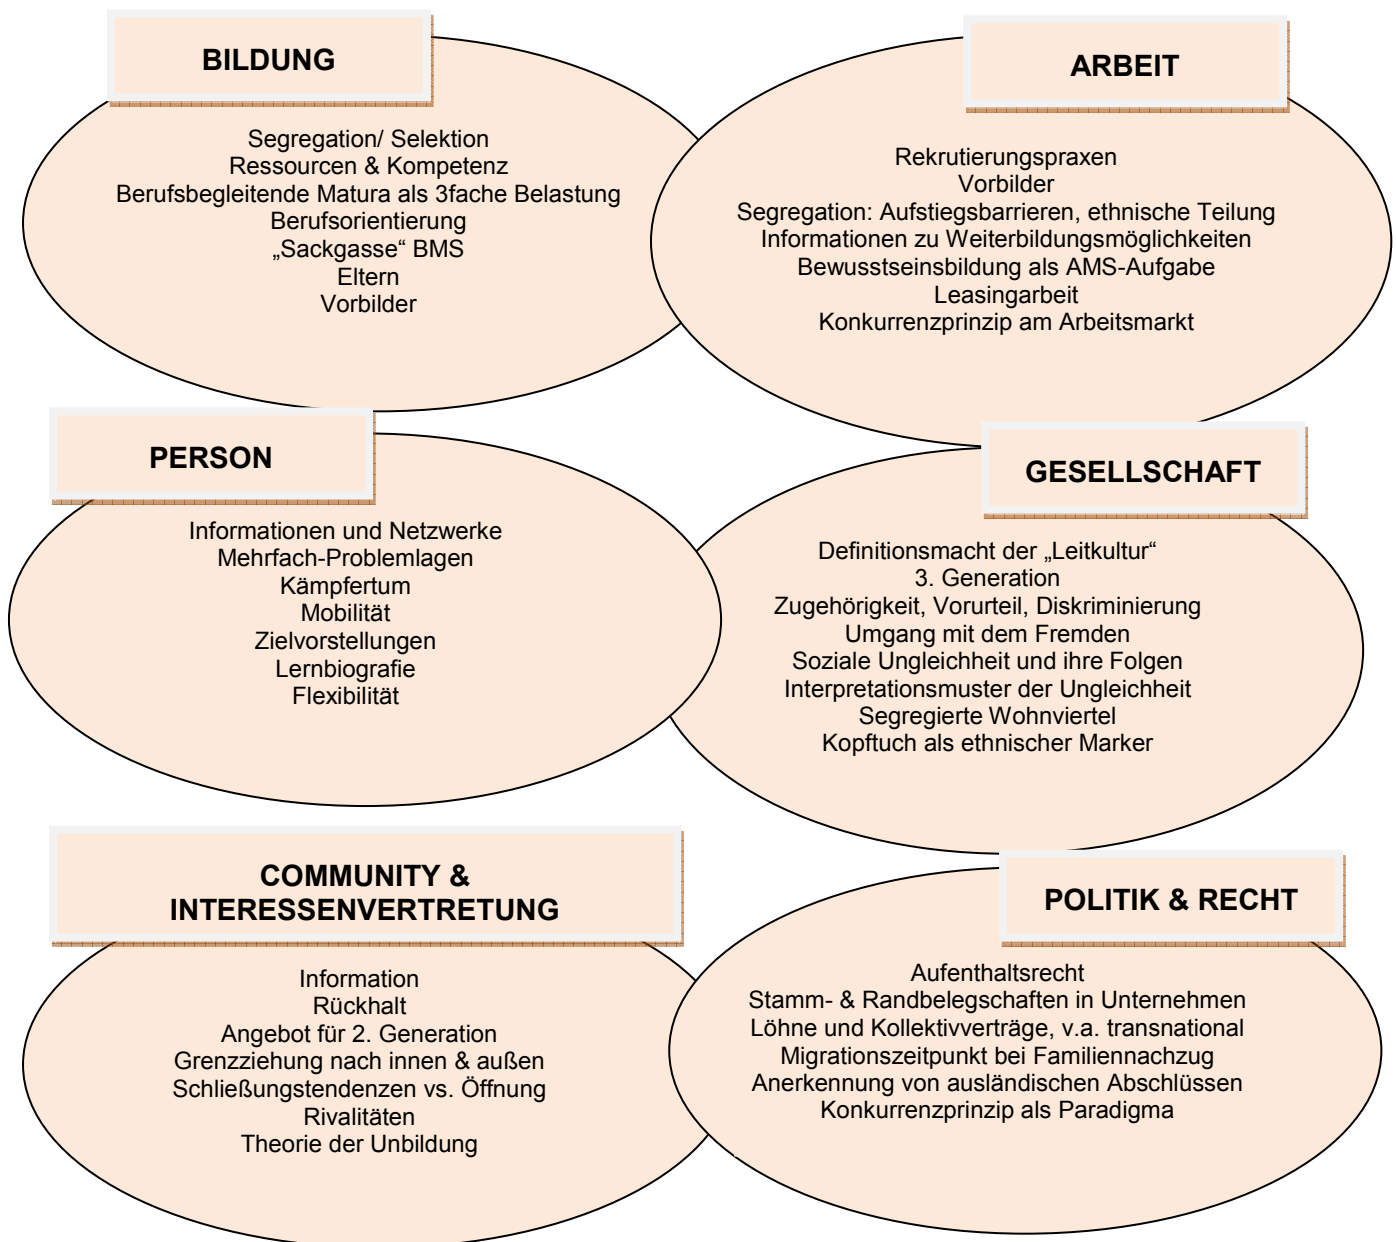 BILDUNG
Segregation/ Selektion
Ressourcen & Kompetenz
Berufsbegleitende Matura als 3fache Belastung
Berufsorientierung
„Sackgasse“ BMS
Eltern
Vorbilder
ARBEIT
Rekrutierungspraxen
Vorbilder
Segregation: Aufstiegsbarrieren, ethnische Teilung
Informationen zu Weiterbildungsmöglichkeiten
Bewusstseinsbildung als AMS-Aufgabe
Leasingarbeit
Konkurrenzprinzip am Arbeitsmarkt
PERSON
Informationen und Netzwerke
Mehrfach-Problemlagen
Kämpfertum
Mobilität
Zielvorstellungen
Lernbiografie
Flexibilität
GESELLSCHAFT
Definitionsmacht der „Leitkultur“
3. Generation
Zugehörigkeit, Vorurteil, Diskriminierung
Umgang mit dem Fremden
Soziale Ungleichheit und ihre Folgen
Interpretationsmuster der Ungleichheit
Segregierte Wohnviertel
Kopftuch als ethnischer Marker
COMMUNITY &
INTERESSENVERTRETUNG
Information
Rückhalt
Angebot für 2. Generation
Grenzziehung nach innen & außen
Schließungstendenzen vs. Öffnung
Rivalitäten
Theorie der Unbildung
POLITIK & RECHT
Aufenthaltsrecht
Stamm- & Randbelegschaften in Unternehmen
Löhne und Kollektivverträge, v.a. transnational
Migrationszeitpunkt bei Familiennachzug
Anerkennung von ausländischen Abschlüssen
Konkurrenzprinzip als Paradigma